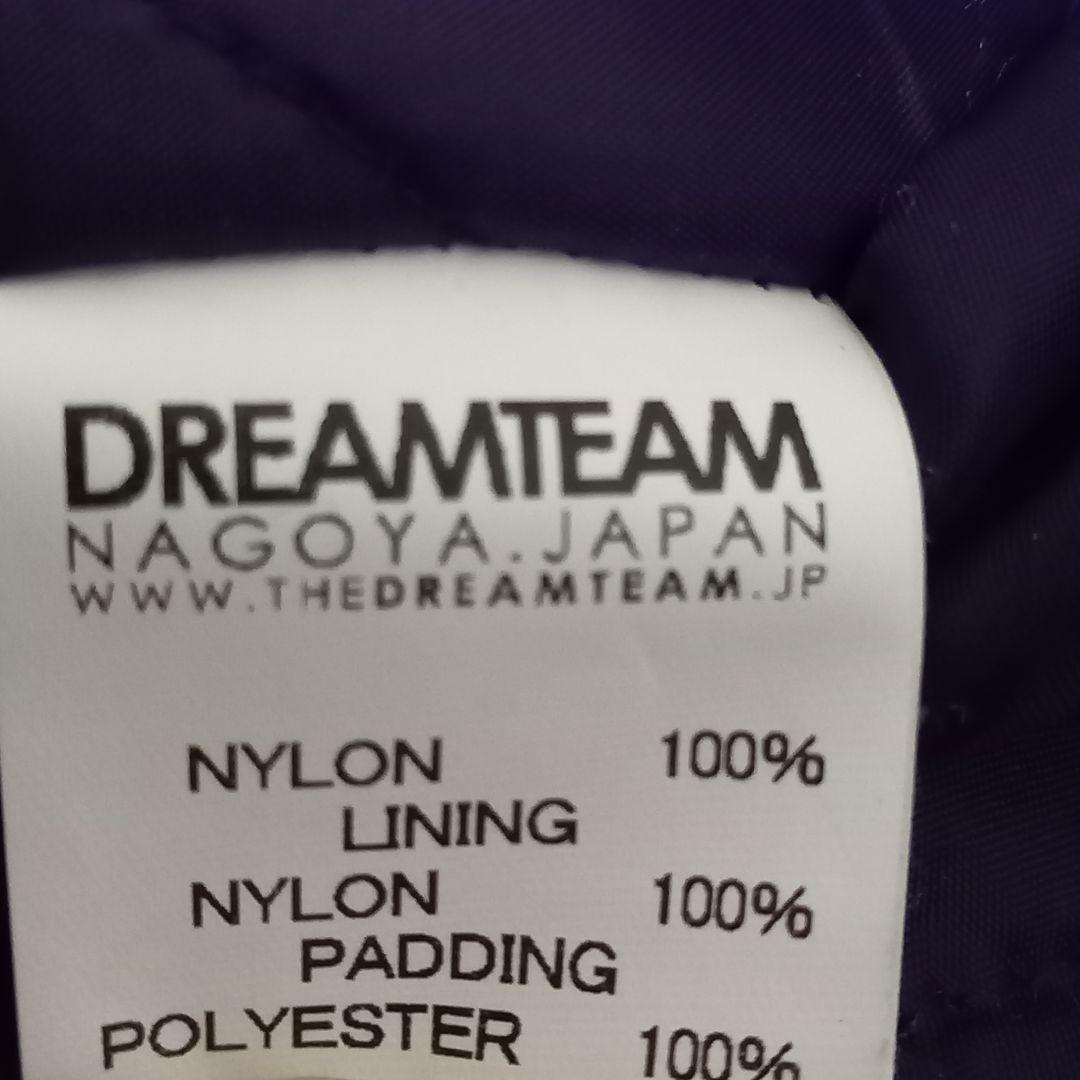 DREAMTEAM
NAGOYA.JAPAN
WWW.THEDREAMTEAM.JP
NYLON 100%
LINING
NYLON 100%
PADDING
POLYESTER 100%